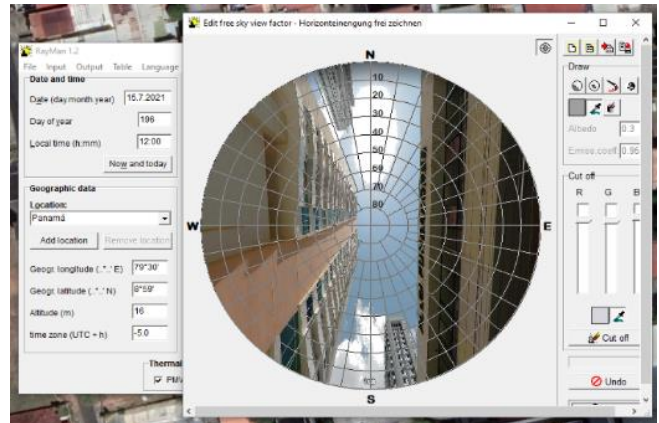 Edit free sky view factor - Horizonteinengung frei zeichnen
RayMan 1.2
File Input Output Table Language
Date and time
Date (day.month.year) 15.7.2021
Day of year 196
Local time (h:mm) 12:00
Now and today
Geographic data
Location:
Panamá
Add location Remove location
Geogr. longitude (..°..' E) 79°30'
Geogr. latitude (..°..' N) 8°59'
Altitude (m) 16
time zone (UTC + h) -5.0
Thermal
PMV
N
10
20
30
40
50
60
70
80
W
E
S
Draw
Albedo 0.3
Emiss.coeff 0.95
Cut off
R G B
Cut off
Undo